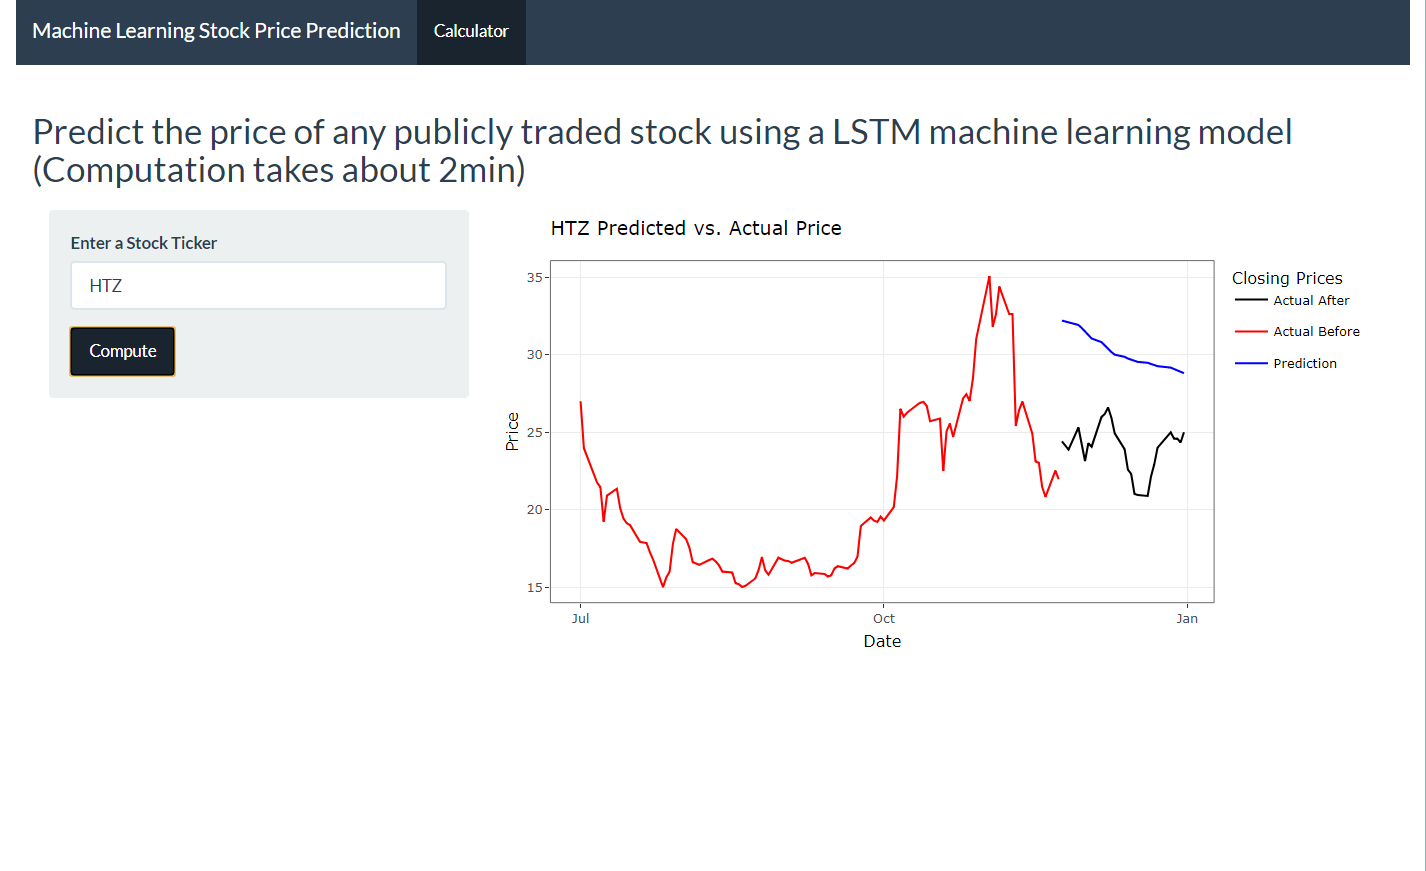 Machine Learning Stock Price Prediction
Calculator
Predict the price of any publicly traded stock using a LSTM machine learning model
(Computation takes about 2min)
Enter a Stock Ticker
HTZ
Compute
HTZ Predicted vs. Actual Price
35
30
25
20
15
Price
Jul
Oct
Jan
Date
Closing Prices
Actual After
Actual Before
Prediction